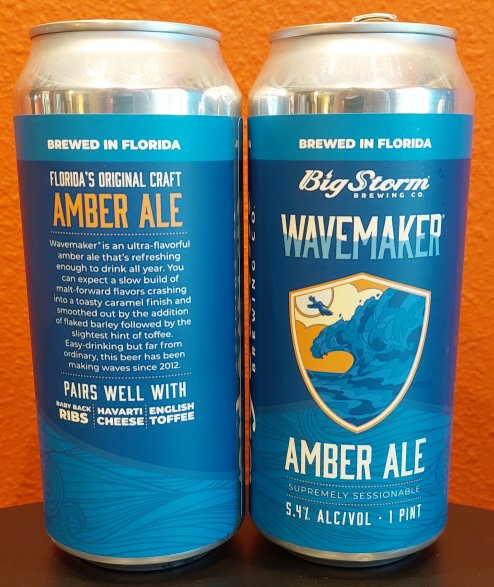 BREWED IN FLORIDA
FLORIDA'S ORIGINAL CRAFT
AMBER ALE
Wavemaker™ is an ultra-flavorful
amber ale that's refreshing
enough to drink all year. You
can expect a slow build of
malt-forward flavors crashing
into a toasty caramel finish and
smoothed out by the addition
of flaked barley followed by the
slightest hint of toffee.
Easy-drinking but far from
ordinary, this beer has been
making waves since 2012.
PAIRS WELL WITH
BABY BACK
RIBS
HAVARTI
CHEESE
ENGLISH
TOFFEE
BREWING CO.
BREWED IN FLORIDA
Big Storm
BREWING CO.
WAVEMAKER
AMBER ALE
SUPREMELY SESSIONABLE
5.4% ALC/VOL · 1 PINT